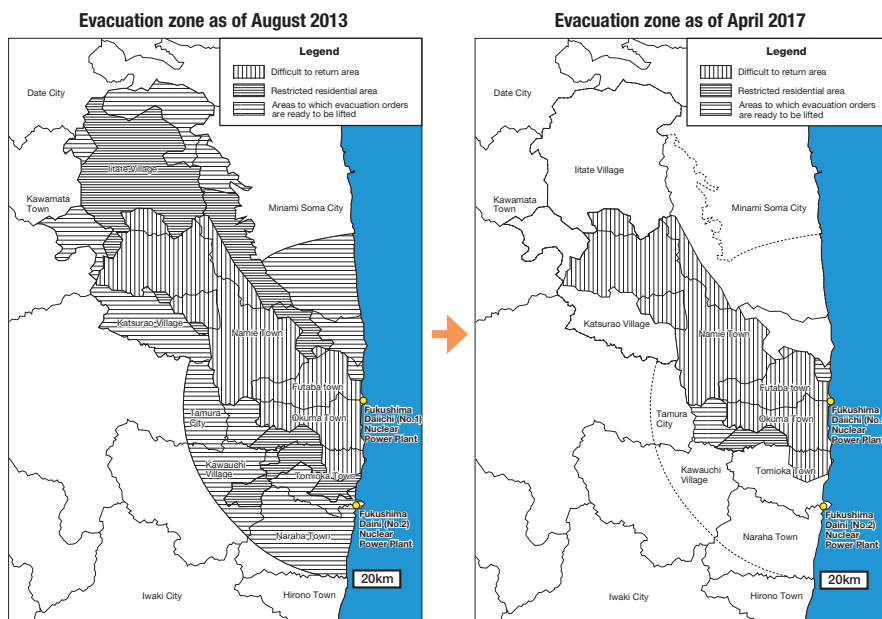 Evacuation zone as of August 2013
Legend
Difficult to return area
Restricted residential area
Areas to which evacuation orders
are ready to be lifted
Date City
Iitate Village
Kawamata
Town
Minami Soma City
Katsurao Village
Namie Town
Futaba town
Okuma Town
Tamura
City
Fukushima
Daiichi (No.1)
Nuclear
Power Plant
Kawauchi
Village
Tomioka Town
Fukushima
Daini (No.2)
Nuclear
Power Plant
Naraha Town
20km
Iwaki City
Hirono Town
Evacuation zone as of April 2017
Legend
Difficult to return area
Restricted residential area
Areas to which evacuation orders
are ready to be lifted
Date City
Iitate Village
Kawamata
Town
Minami Soma City
Katsurao Village
Namie Town
Futaba town
Okuma Town
Tamura
City
Fukushima
Daiichi (No.
Nuclear
Power Plant
Kawauchi
Village
Tomioka Town
Fukushima
Daini (No.2)
Nuclear
Power Plant
Naraha Town
20km
Iwaki City
Hirono Town